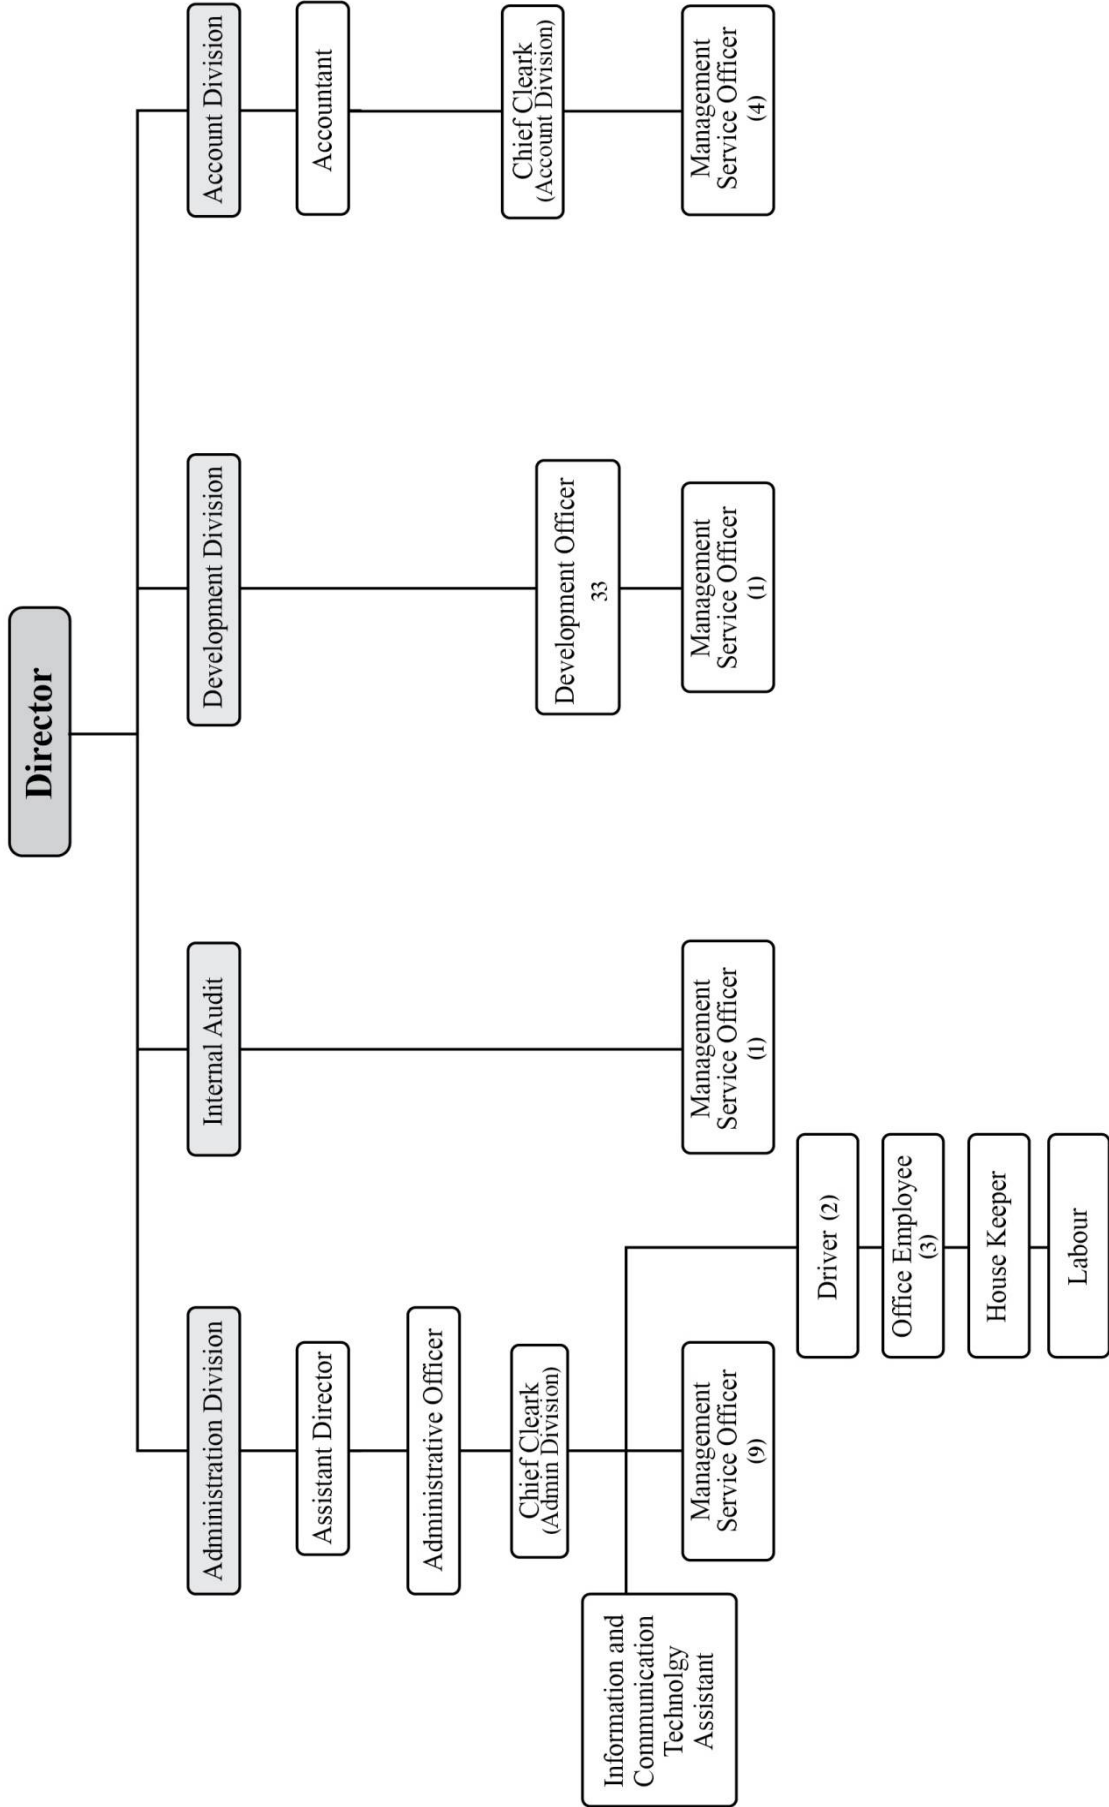 Director
Administration Division
Internal Audit
Development Division
Account Division
Assistant Director
Accountant
Administrative Officer
Chief Cleark
(Admin Division)
Chief Cleark
(Account Division)
Development Officer
33
Information and
Communication
Technolgy
Assistant
Management
Service Officer
(9)
Management
Service Officer
(1)
Management
Service Officer
(1)
Management
Service Officer
(4)
Driver (2)
Office Employee
(3)
House Keeper
Labour